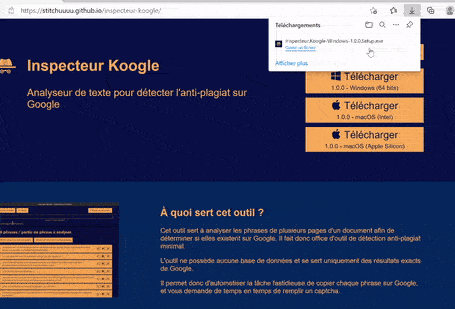 https://stitchuuuu.github.io/inspecteur-koogle/
Téléchargements
Inspecteur.Koogle-Windows-1.0.0.Setup.exe
Ouvrir un fichier
Afficher plus
Inspecteur Koogle
Analyseur de texte pour détecter l'anti-plagiat sur
Google
Télécharger
1.0.0 - Windows (64 bits)
Télécharger
1.0.0 - macOS (Intel)
Télécharger
1.0.0 - macOS (Apple Silicon)
À quoi sert cet outil ?
Cet outil sert à analyser les phrases de plusieurs pages d'un document afin de
déterminer si elles existent sur Google. Il fait donc office d'outil de détection anti-plagiat
minimal.
L'outil ne possède aucune base de données et se sert uniquement des résultats exacts
de Google.
Il permet donc d'automatiser la tâche fastidieuse de copier chaque phrase sur Google,
et vous demande de temps en temps de remplir un captcha.